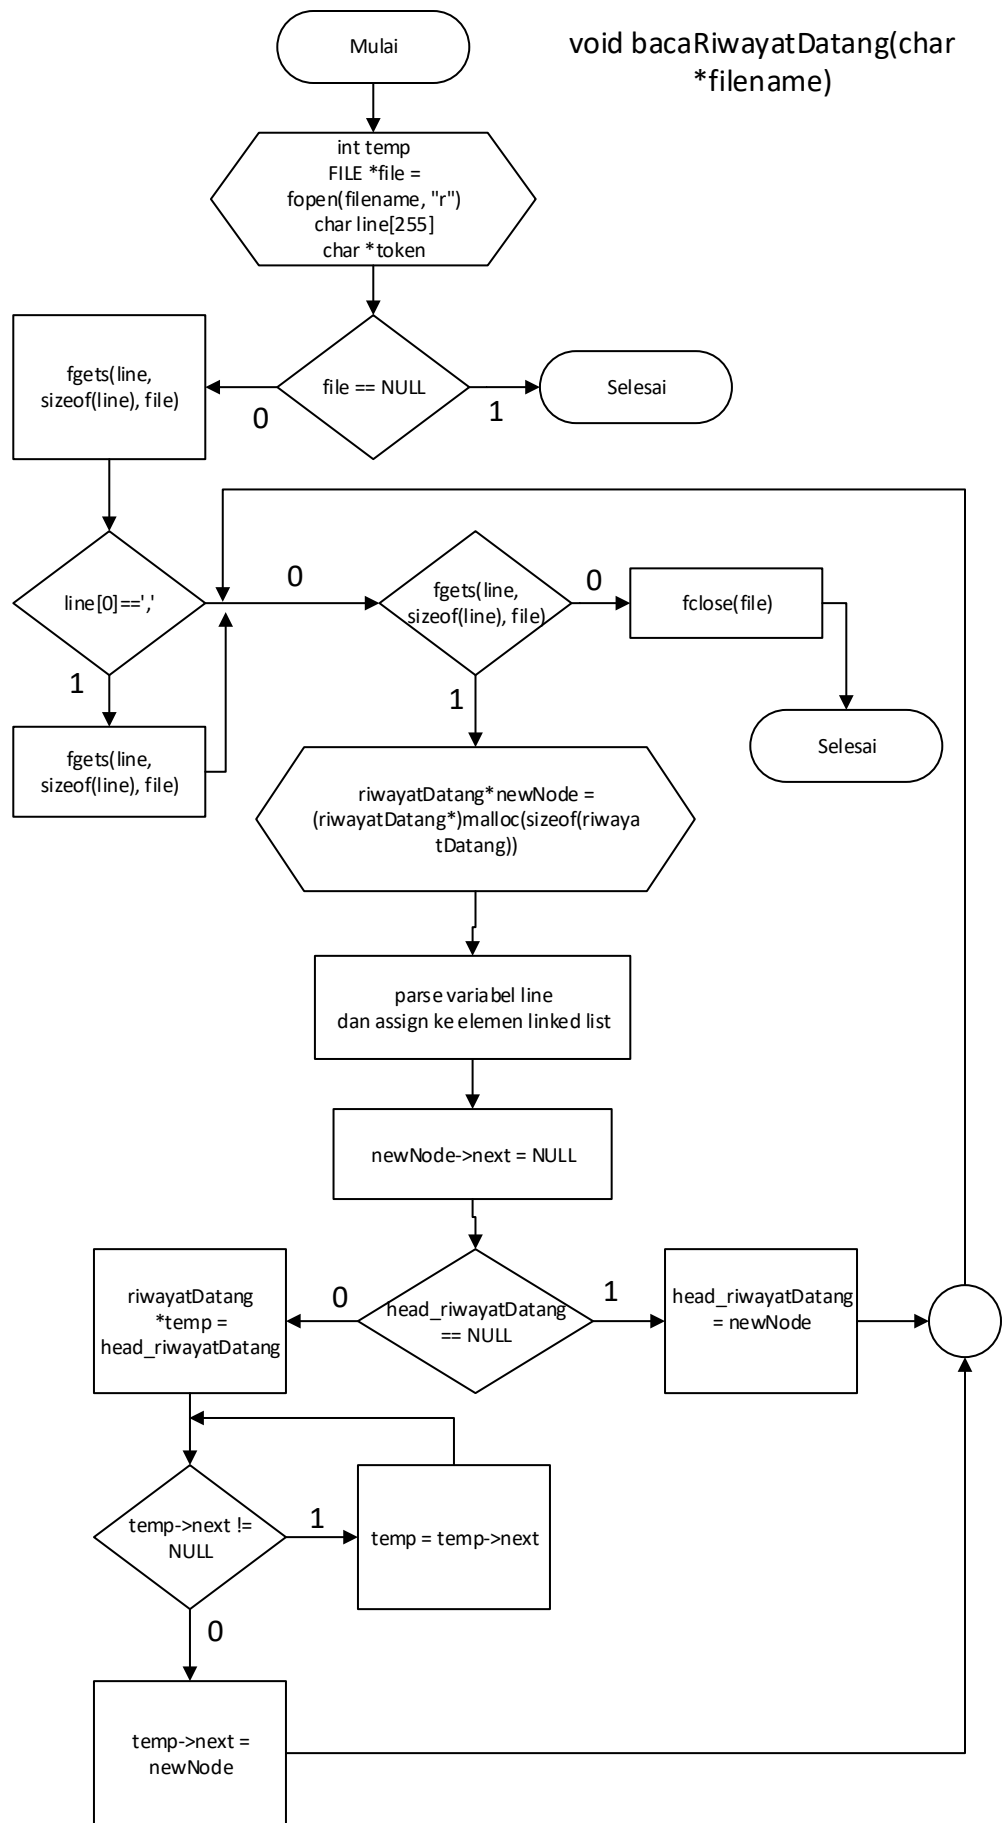 Mulai
void bacaRiwayatDatang(char
*filename)
int temp
FILE *file =
fopen(filename, "r")
char line[255]
char *token
file == NULL
0
1
Selesai
fgets(line,
sizeof(line), file)
line[0]==','
0
1
fgets(line,
sizeof(line), file)
fgets(line,
sizeof(line), file)
0
1
fclose(file)
Selesai
riwayatDatang*newNode =
(riwayatDatang*)malloc(sizeof(riwaya
tDatang))
parse variabel line
dan assign ke elemen linked list
newNode->next = NULL
head_riwayatDatang
== NULL
0
1
riwayatDatang
*temp =
head_riwayatDatang
head_riwayatDatang
= newNode
temp->next !=
NULL
1
0
temp = temp->next
temp->next =
newNode